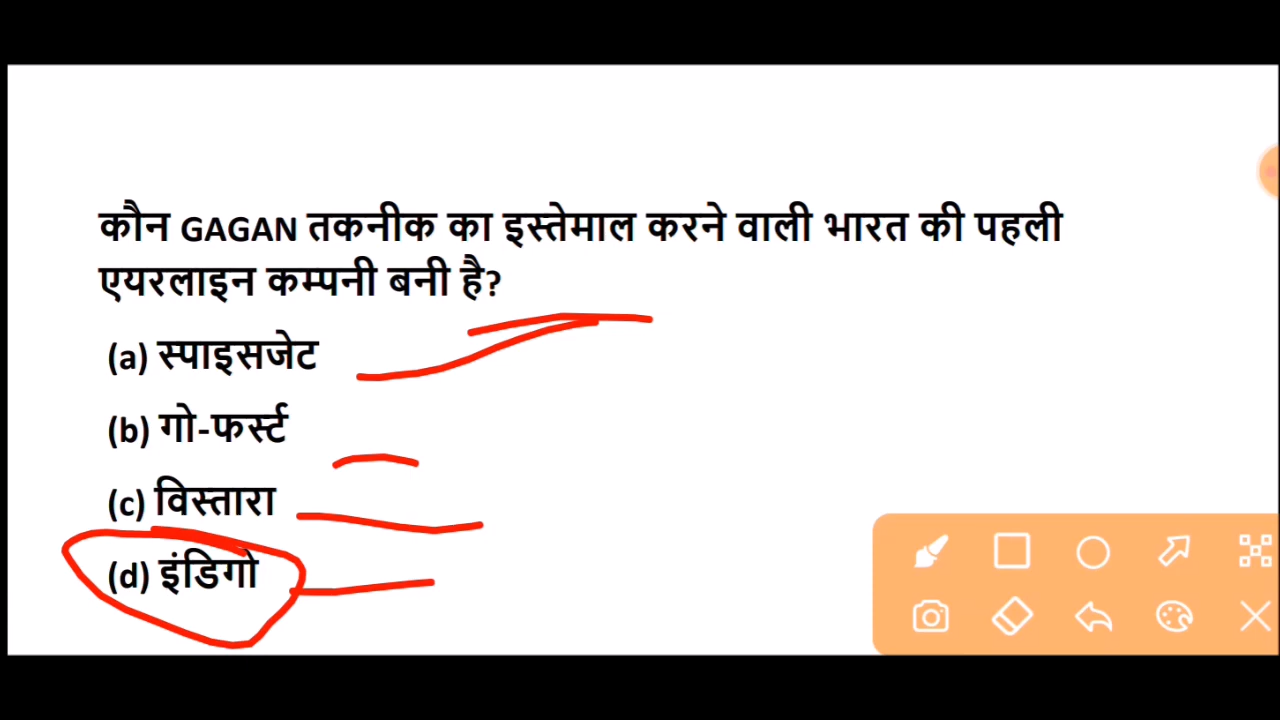 कौन GAGAN तकनीक का इस्तेमाल करने वाली भारत की पहली
एयरलाइन कम्पनी बनी है?
(a) स्पाइसजेट
(b) गो-फर्स्ट
(c) विस्तारा
(d) इंडिगो